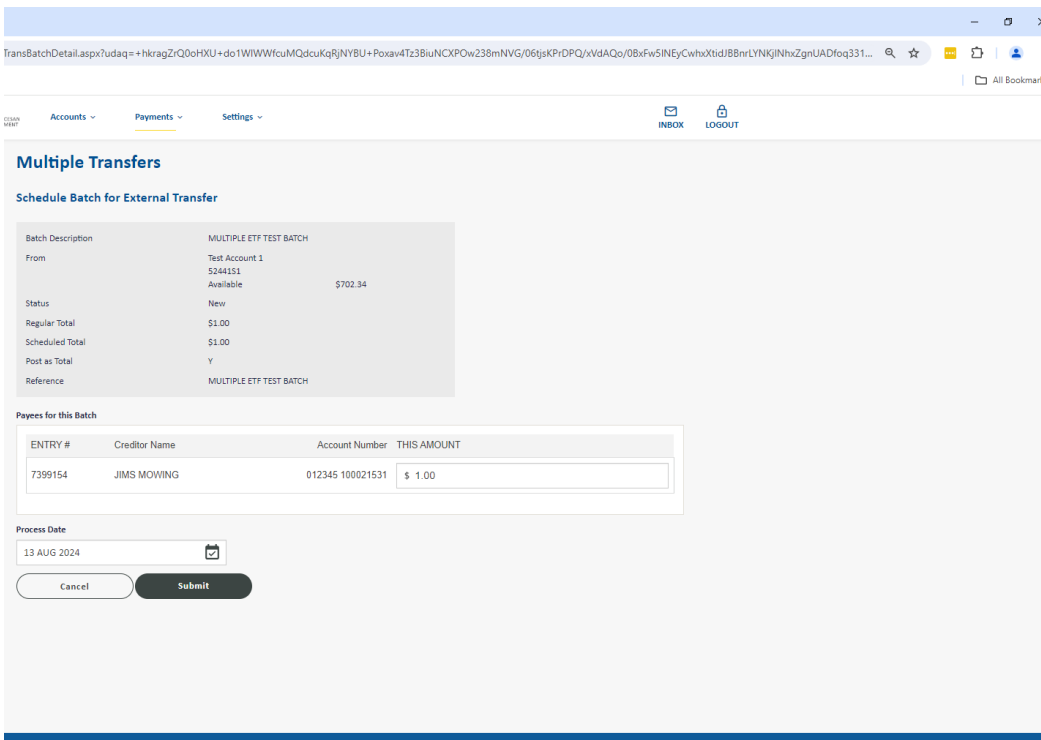 TransBatchDetail.aspx?udaq=+hkragZrQ0oHXU+do1WIWWfcuMQdcuKqRjNYBU+Poxav4Tz3BiuNCXPOw238mNVG/06tjsKPrDPQ/xVdAQo/0BxFw5INEyCwhxXtidJBBnrLYNKjINhxZgnUADfoq331...
All Bookmar
Accounts
Payments
Settings
INBOX
LOGOUT
Multiple Transfers
Schedule Batch for External Transfer
Batch Description MULTIPLE ETF TEST BATCH
From Test Account 1
52441S1
Available $702.34
Status New
Regular Total $1.00
Scheduled Total $1.00
Post as Total Y
Reference MULTIPLE ETF TEST BATCH
Payees for this Batch
ENTRY # Creditor Name Account Number THIS AMOUNT
7399154 JIMS MOWING 012345 100021531 $ 1.00
Process Date
13 AUG 2024
Cancel Submit